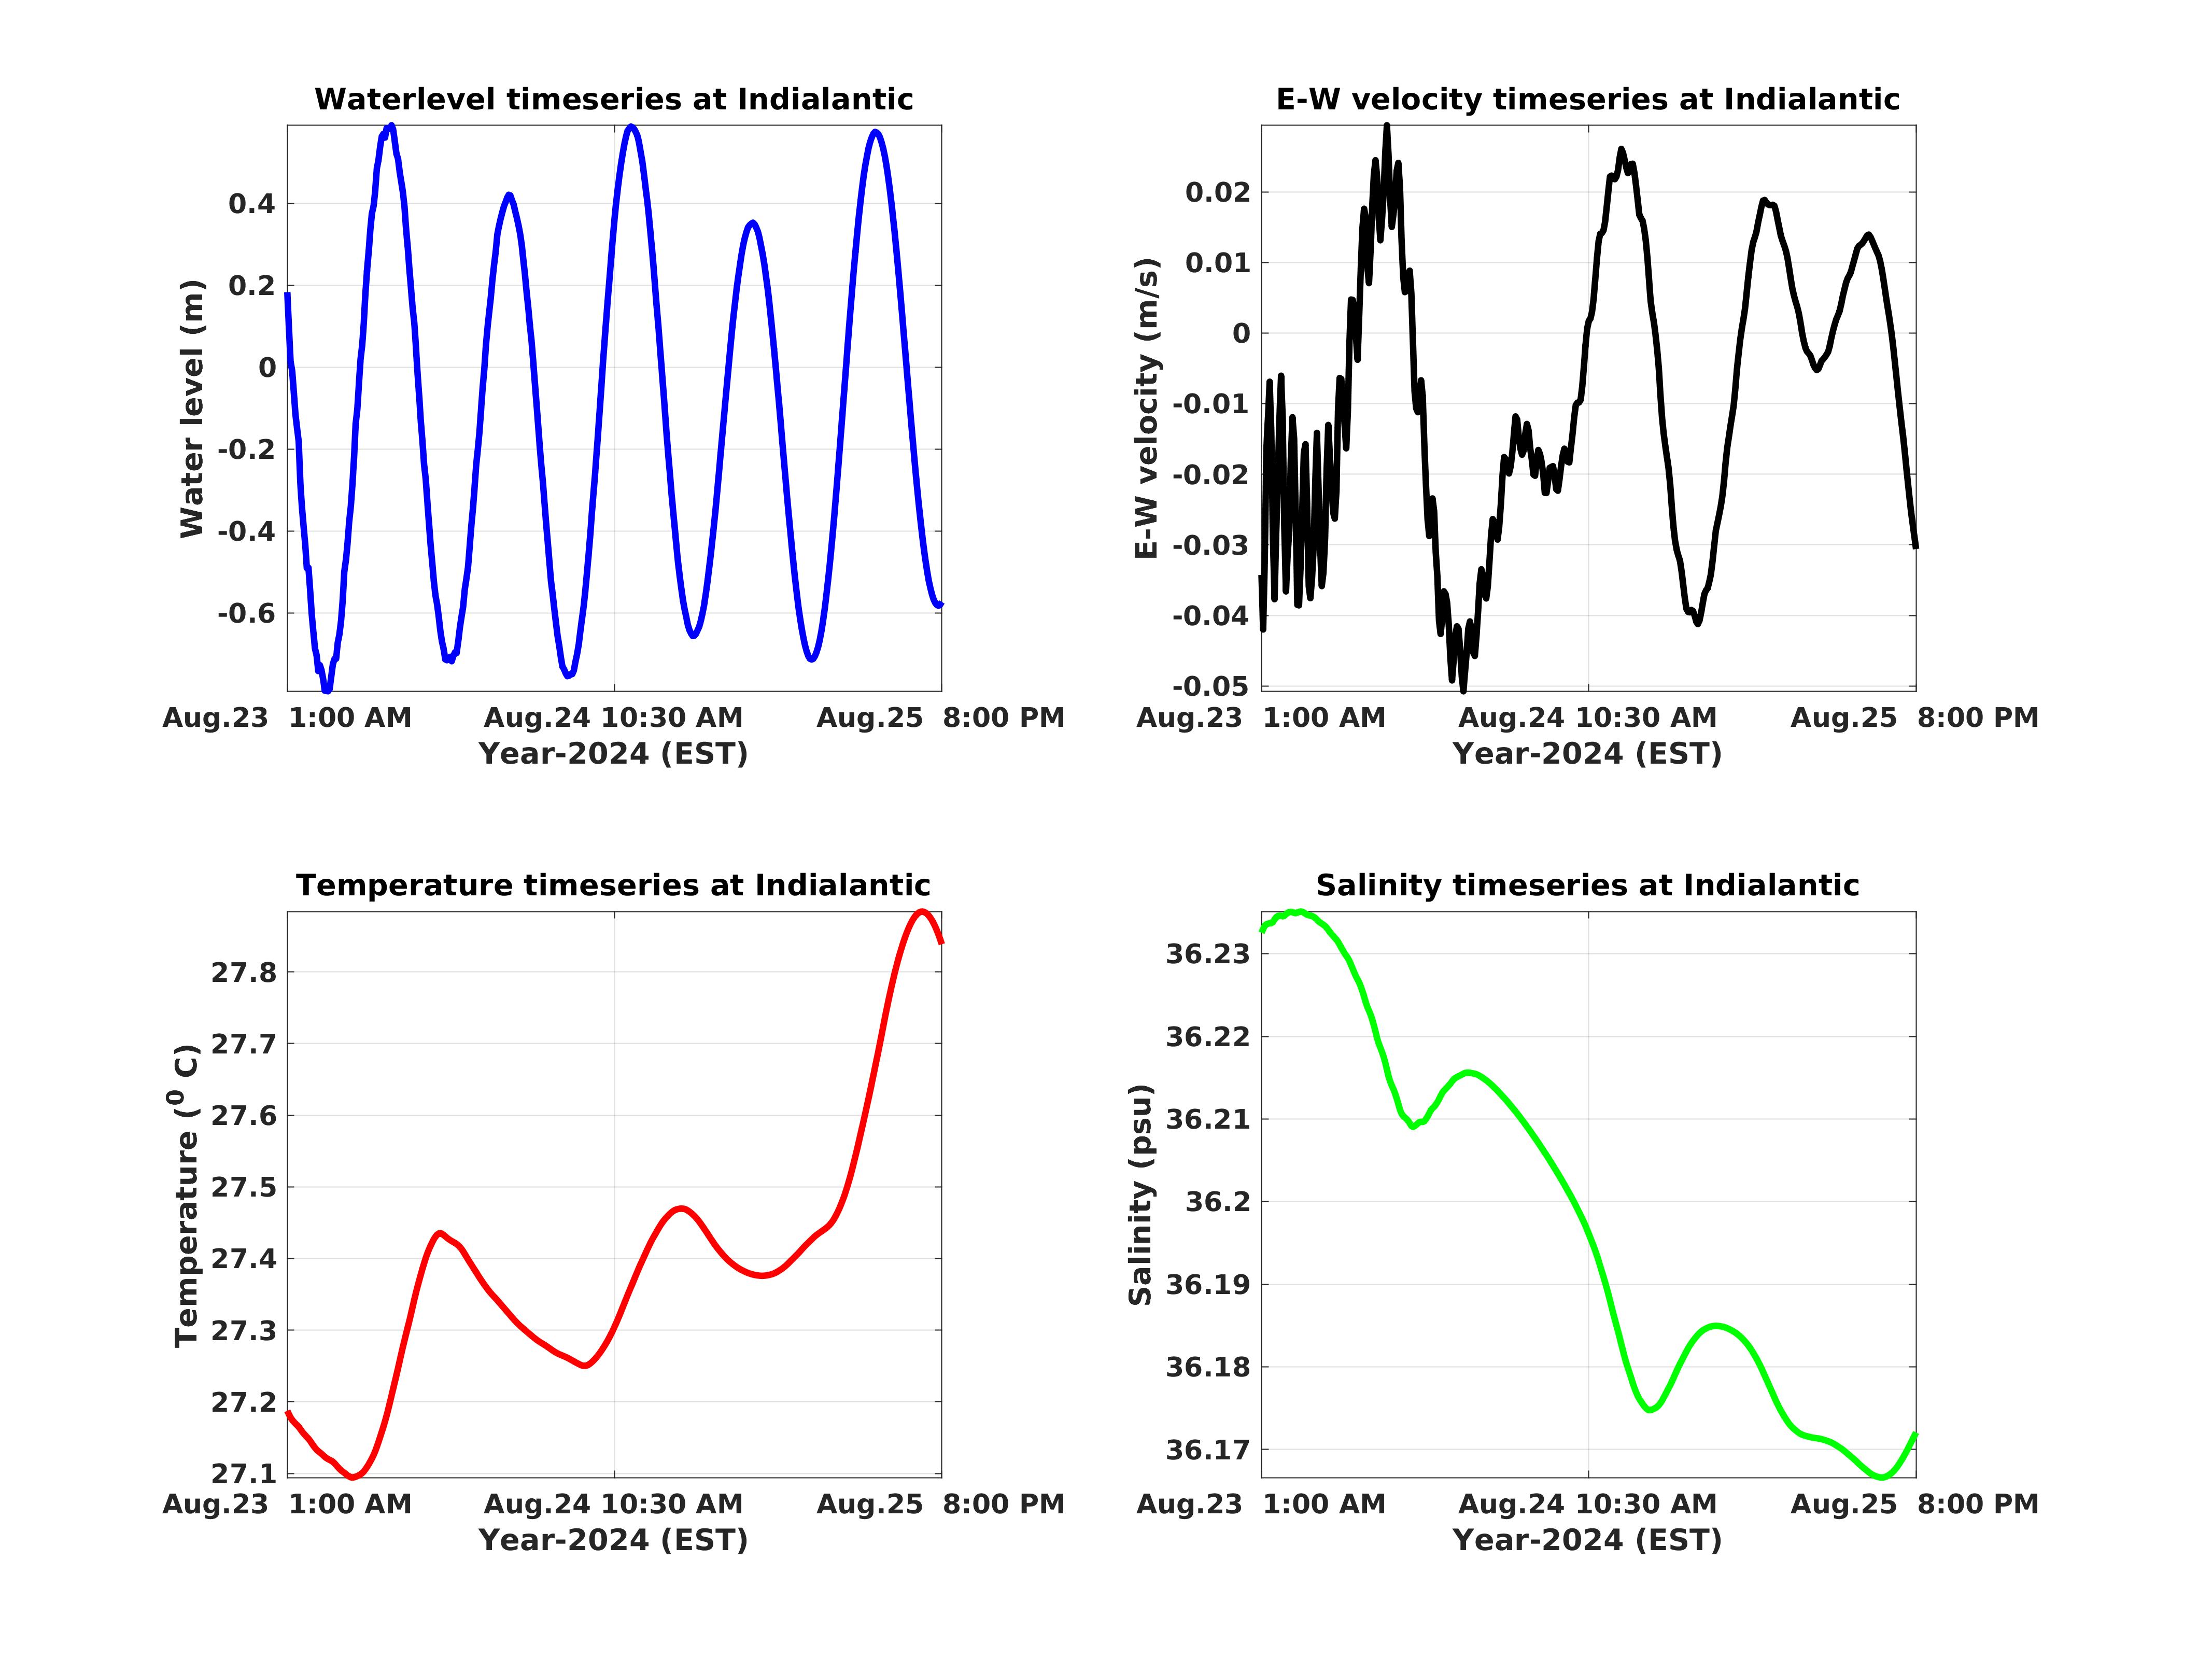 Waterlevel timeseries at Indialantic
Water level (m)
0.4
0.2
0
-0.2
-0.4
-0.6
Aug.23 1:00 AM
Aug.24 10:30 AM
Aug.25 8:00 PM
Year-2024 (EST)
E-W velocity timeseries at Indialantic
E-W velocity (m/s)
0.02
0.01
0
-0.01
-0.02
-0.03
-0.04
-0.05
Aug.23 1:00 AM
Aug.24 10:30 AM
Aug.25 8:00 PM
Year-2024 (EST)
Temperature timeseries at Indialantic
Temperature (⁰ C)
27.8
27.7
27.6
27.5
27.4
27.3
27.2
27.1
Aug.23 1:00 AM
Aug.24 10:30 AM
Aug.25 8:00 PM
Year-2024 (EST)
Salinity timeseries at Indialantic
Salinity (psu)
36.23
36.22
36.21
36.2
36.19
36.18
36.17
Aug.23 1:00 AM
Aug.24 10:30 AM
Aug.25 8:00 PM
Year-2024 (EST)